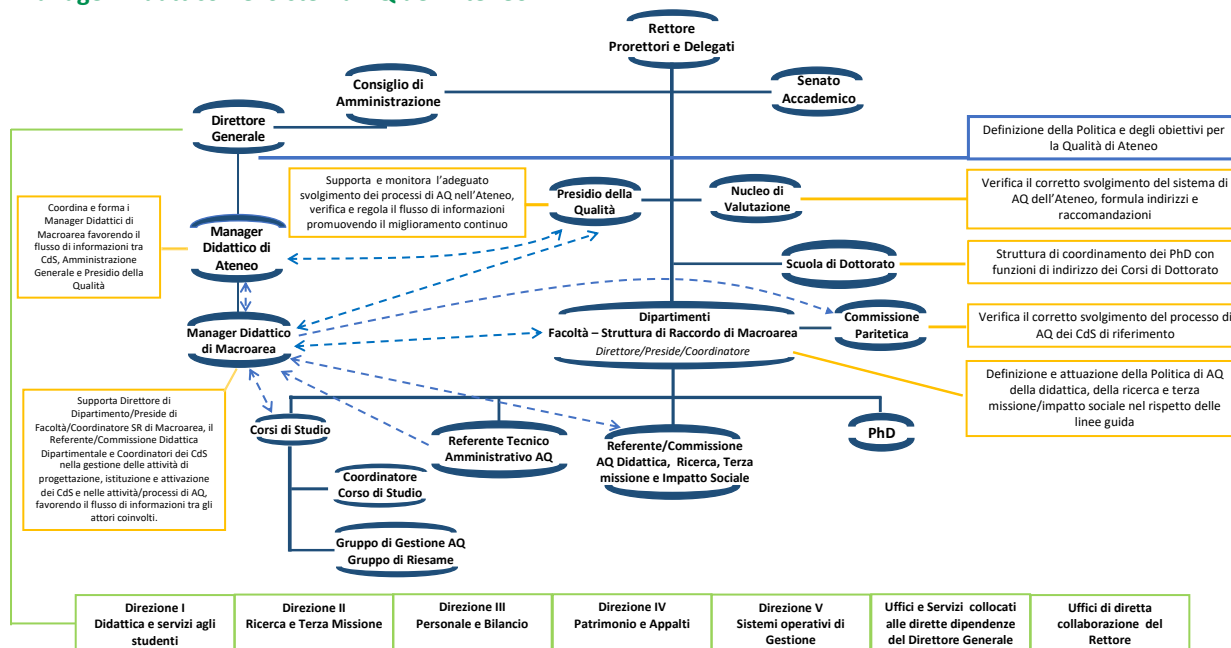 Rettore
Prorettori e Delegati
Consiglio di
Amministrazione
Senato
Accademico
Direttore
Generale
Definizione della Politica e degli obiettivi per
la Qualità di Ateneo
Supporta e monitora l’adeguato
svolgimento dei processi di AQ nell’Ateneo,
verifica e regola il flusso di informazioni
promuovendo il miglioramento continuo
Presidio della
Qualità
Nucleo di
Valutazione
Verifica il corretto svolgimento del sistema di
AQ dell’Ateneo, formula indirizzi e
raccomandazioni
Coordina e forma i
Manager Didattici di
Macroarea favorendo il
flusso di informazioni tra
CdS, Amministrazione
Generale e Presidio della
Qualità
Manager
Didattico di
Ateneo
Scuola di Dottorato
Struttura di coordinamento dei PhD con
funzioni di indirizzo dei Corsi di Dottorato
Manager Didattico
di Macroarea
Dipartimenti
Facoltà – Struttura di Raccordo di Macroarea
Direttore/Preside/Coordinatore
Commissione
Paritetica
Verifica il corretto svolgimento del processo di
AQ dei CdS di riferimento
Definizione e attuazione della Politica di AQ
della didattica, della ricerca e terza
missione/impatto sociale nel rispetto delle
linee guida
Supporta Direttore di
Dipartimento/Preside di
Facoltà/Coordinatore SR di Macroarea, il
Referente/Commissione Didattica
Dipartimentale e Coordinatori dei CdS
nella gestione delle attività di
progettazione, istituzione e attivazione
dei CdS e nelle attività/processi di AQ,
favorendo il flusso di informazioni tra gli
attori coinvolti.
Corsi di Studio
Referente Tecnico
Amministrativo AQ
Referente/Commissione
AQ Didattica, Ricerca, Terza
missione e Impatto Sociale
PhD
Coordinatore
Corso di Studio
Gruppo di Gestione AQ
Gruppo di Riesame
Direzione I
Didattica e servizi agli
studenti
Direzione II
Ricerca e Terza Missione
Direzione III
Personale e Bilancio
Direzione IV
Patrimonio e Appalti
Direzione V
Sistemi operativi di
Gestione
Uffici e Servizi collocati
alle dirette dipendenze
del Direttore Generale
Uffici di diretta
collaborazione del
Rettore